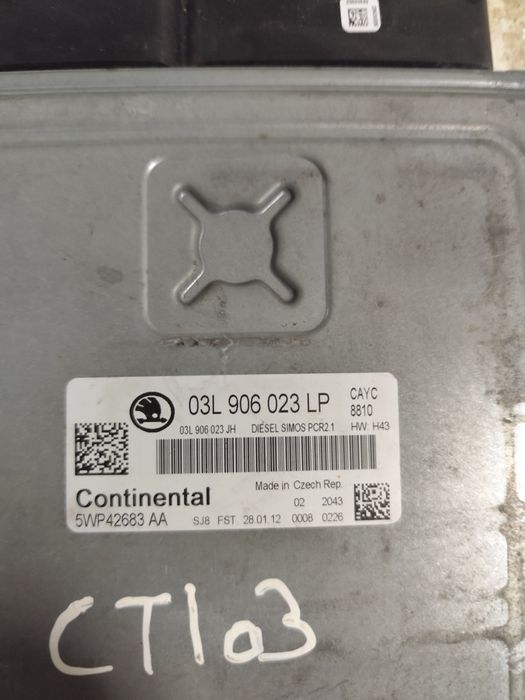 03L 906 023 LP
CAYC
8810
03L 906 023 JH DIESEL SIMOS PCR2.1 HW: H43
Made in Czech Rep.
Continental
02 2043
5WP42683 AA SJ8 FST 28.01.12 0008 0226
CT103